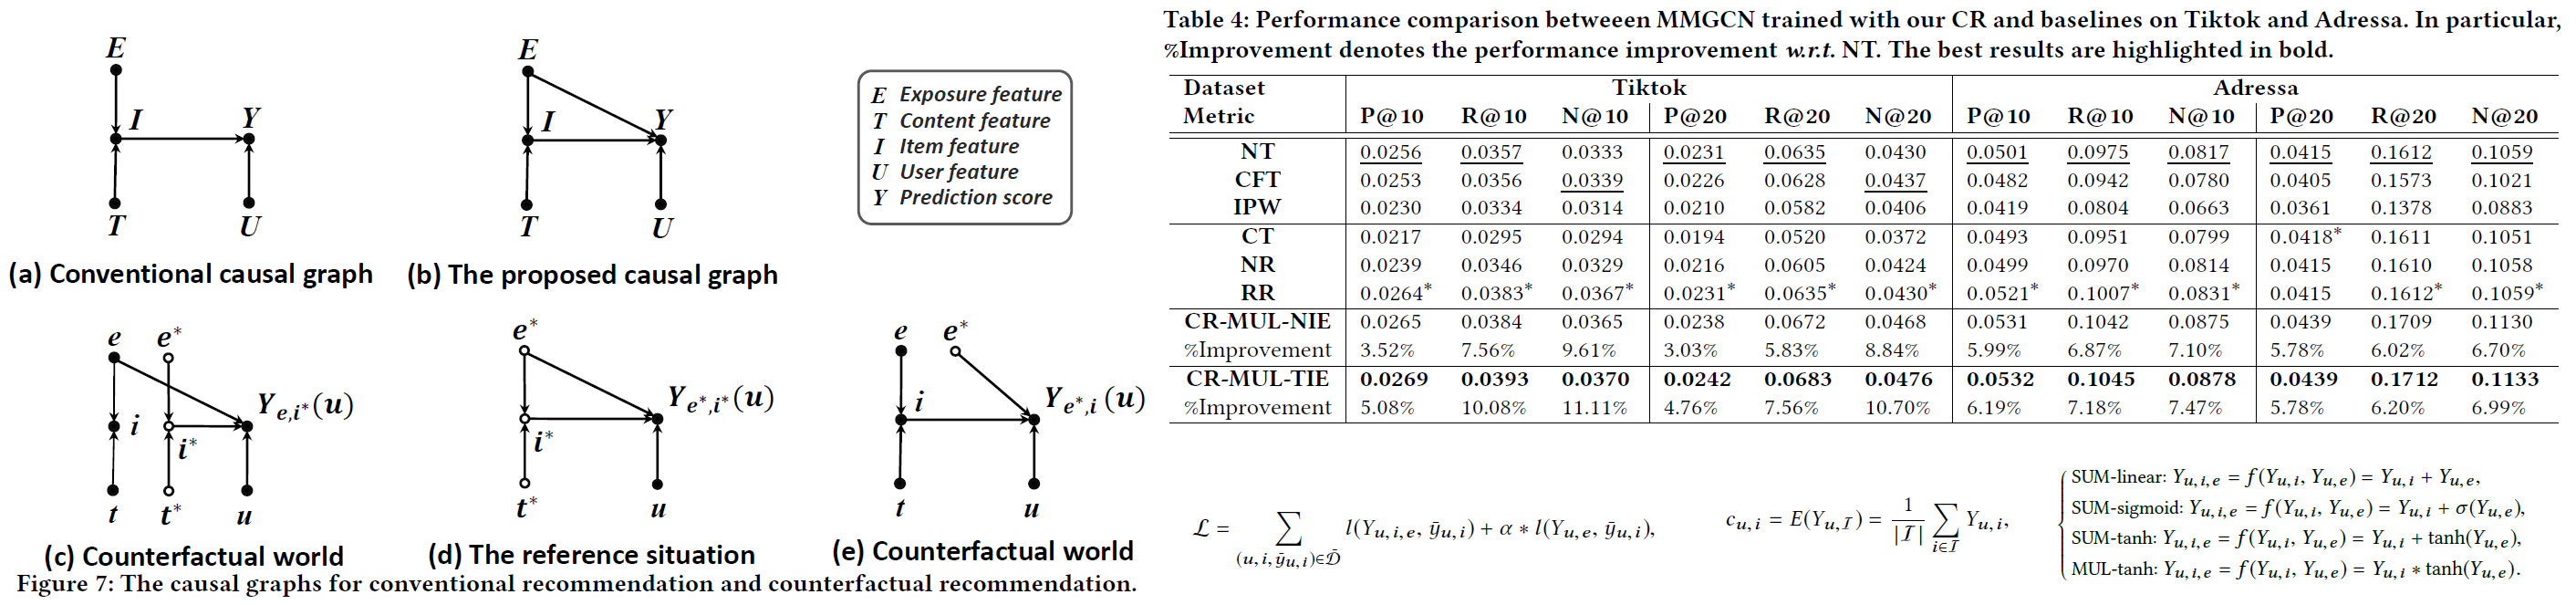 E
I
Y
T
U
(a) Conventional causal graph
E
I
Y
T
U
(b) The proposed causal graph
E Exposure feature
T Content feature
I Item feature
U User feature
Y Prediction score
e e*
Y_{e,i*}(u)
i
i*
t t* u
(c) Counterfactual world
e*
Y_{e*,i*}(u)
i*
t* u
(d) The reference situation
e e*
Y_{e*,i}(u)
i
t u
(e) Counterfactual world
Figure 7: The causal graphs for conventional recommendation and counterfactual recommendation.
Table 4: Performance comparison betweeen MMGCN trained with our CR and baselines on Tiktok and Adressa. In particular,
%Improvement denotes the performance improvement w.r.t. NT. The best results are highlighted in bold.
Dataset Tiktok Adressa
Metric P@10 R@10 N@10 P@20 R@20 N@20 P@10 R@10 N@10 P@20 R@20 N@20
NT 0.0256 0.0357 0.0333 0.0231 0.0635 0.0430 0.0501 0.0975 0.0817 0.0415 0.1612 0.1059
CFT 0.0253 0.0356 0.0339 0.0226 0.0628 0.0437 0.0482 0.0942 0.0780 0.0405 0.1573 0.1021
IPW 0.0230 0.0334 0.0314 0.0210 0.0582 0.0406 0.0419 0.0804 0.0663 0.0361 0.1378 0.0883
CT 0.0217 0.0295 0.0294 0.0194 0.0520 0.0372 0.0493 0.0951 0.0799 0.0418* 0.1611 0.1051
NR 0.0239 0.0346 0.0329 0.0216 0.0605 0.0424 0.0499 0.0970 0.0814 0.0415 0.1610 0.1058
RR 0.0264* 0.0383* 0.0367* 0.0231* 0.0635* 0.0430* 0.0521* 0.1007* 0.0831* 0.0415 0.1612* 0.1059*
CR-MUL-NIE 0.0265 0.0384 0.0365 0.0238 0.0672 0.0468 0.0531 0.1042 0.0875 0.0439 0.1709 0.1130
%Improvement 3.52% 7.56% 9.61% 3.03% 5.83% 8.84% 5.99% 6.87% 7.10% 5.78% 6.02% 6.70%
CR-MUL-TIE 0.0269 0.0393 0.0370 0.0242 0.0683 0.0476 0.0532 0.1045 0.0878 0.0439 0.1712 0.1133
%Improvement 5.08% 10.08% 11.11% 4.76% 7.56% 10.70% 6.19% 7.18% 7.47% 5.78% 6.20% 6.99%
L = ∑_{(u,i,ȳ_{u,i})∈D̄} l(Y_{u,i,e}, ȳ_{u,i}) + α * l(Y_{u,e}, ȳ_{u,i}),
c_{u,i} = E(Y_{u,I}) = 1/|I| ∑_{i∈I} Y_{u,i},
SUM-linear: Y_{u,i,e} = f(Y_{u,i}, Y_{u,e}) = Y_{u,i} + Y_{u,e},
SUM-sigmoid: Y_{u,i,e} = f(Y_{u,i}, Y_{u,e}) = Y_{u,i} + σ(Y_{u,e}),
SUM-tanh: Y_{u,i,e} = f(Y_{u,i}, Y_{u,e}) = Y_{u,i} + tanh(Y_{u,e}),
MUL-tanh: Y_{u,i,e} = f(Y_{u,i}, Y_{u,e}) = Y_{u,i} * tanh(Y_{u,e}).